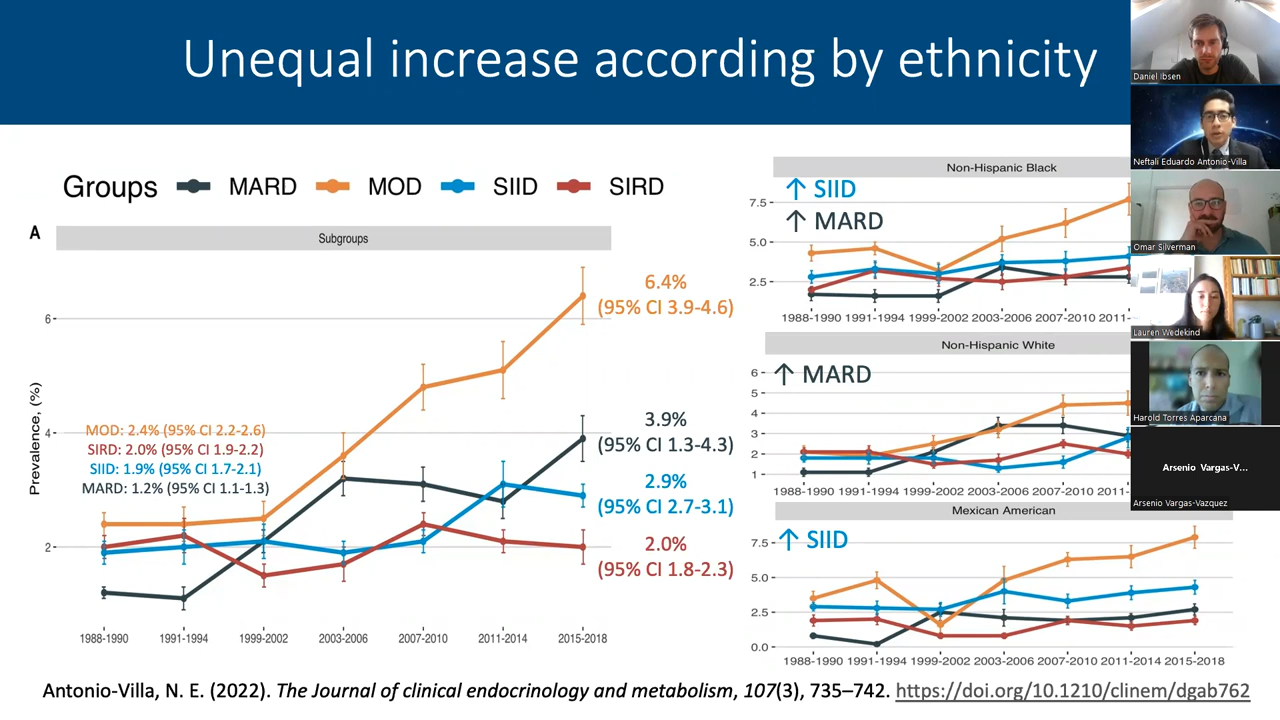 Unequal increase according by ethnicity
Groups MARD MOD SIID SIRD
A
Subgroups
Prevalence, (%)
6
4
2
MOD: 2.4% (95% CI 2.2-2.6)
SIRD: 2.0% (95% CI 1.9-2.2)
SIID: 1.9% (95% CI 1.7-2.1)
MARD: 1.2% (95% CI 1.1-1.3)
6.4%
(95% CI 3.9-4.6)
3.9%
(95% CI 1.3-4.3)
2.9%
(95% CI 2.7-3.1)
2.0%
(95% CI 1.8-2.3)
1988-1990 1991-1994 1999-2002 2003-2006 2007-2010 2011-2014 2015-2018
Non-Hispanic Black
↑ SIID
↑ MARD
7.5
5.0
2.5
1988-1990 1991-1994 1999-2002 2003-2006 2007-2010 2011-
Non-Hispanic White
↑ MARD
6
5
4
3
2
1
1988-1990 1991-1994 1999-2002 2003-2006 2007-2010 2011-
Mexican American
↑ SIID
7.5
5.0
2.5
0.0
1988-1990 1991-1994 1999-2002 2003-2006 2007-2010 2011-2014 2015-2018
Antonio-Villa, N. E. (2022). The Journal of clinical endocrinology and metabolism, 107(3), 735–742. https://doi.org/10.1210/clinem/dgab762
Daniel Ibsen
Neftali Eduardo Antonio-Villa
Omar Silverman
Lauren Wedekind
Harold Torres Aparcana
Arsenio Vargas-V...
Arsenio Vargas-Vazquez